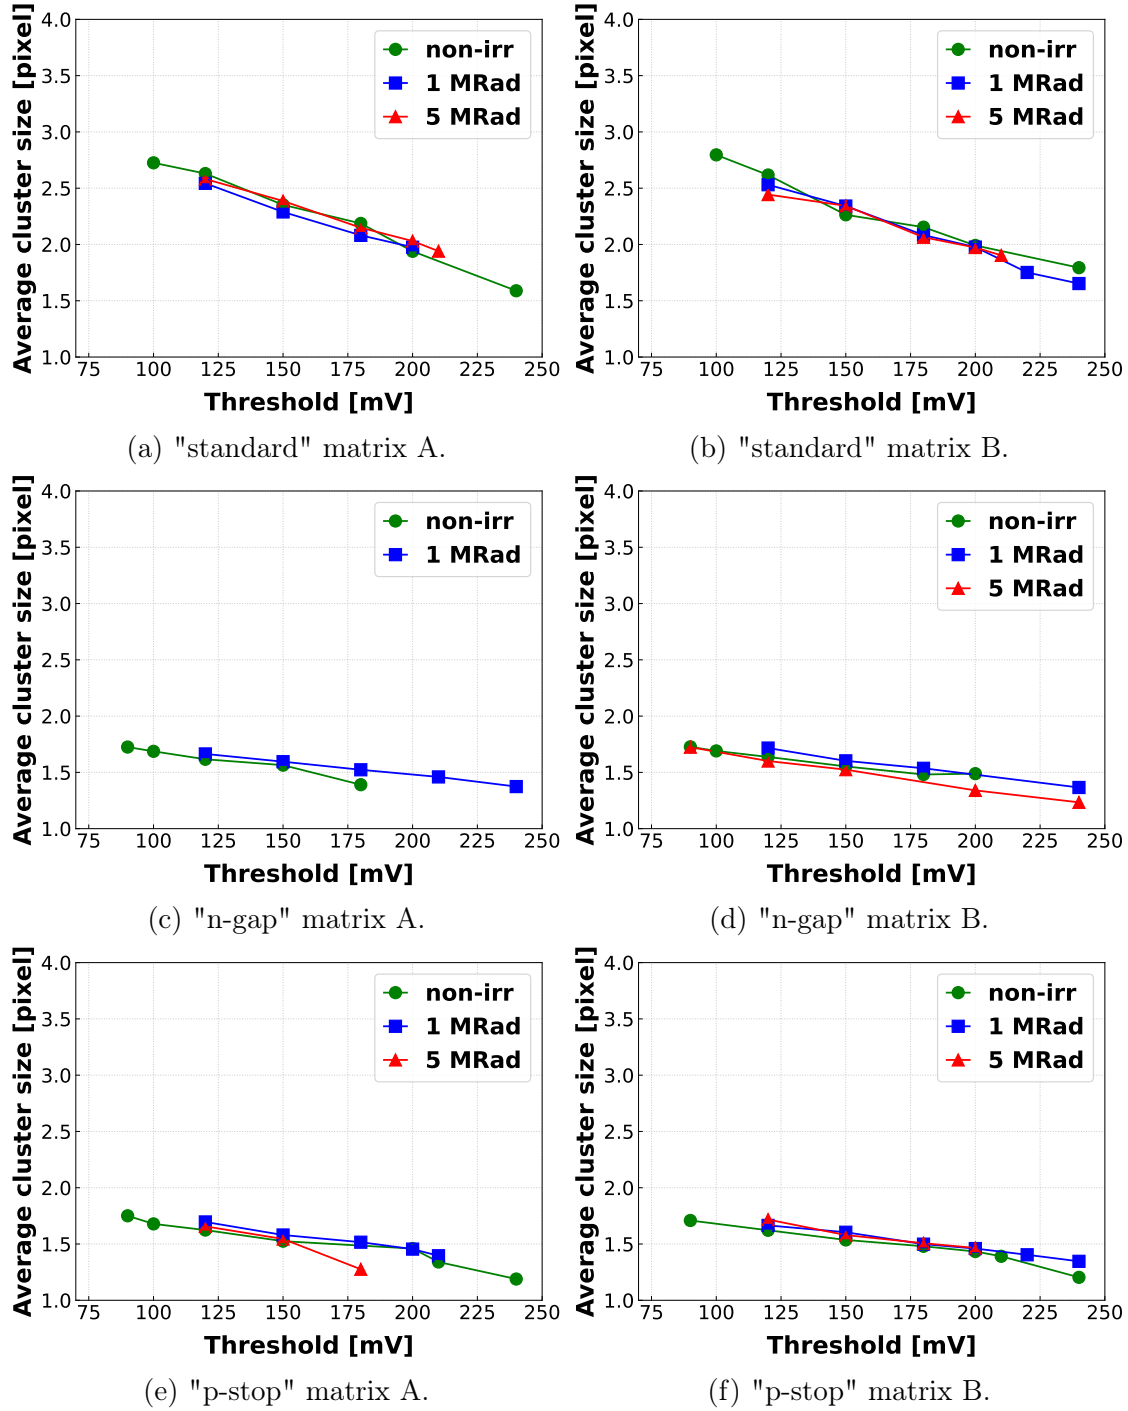 Average cluster size [pixel]
4.0
3.5
3.0
2.5
2.0
1.5
1.0
75 100 125 150 175 200 225 250
Threshold [mV]
non-irr
1 MRad
5 MRad
(a) "standard" matrix A.
Average cluster size [pixel]
4.0
3.5
3.0
2.5
2.0
1.5
1.0
75 100 125 150 175 200 225 250
Threshold [mV]
non-irr
1 MRad
5 MRad
(b) "standard" matrix B.
Average cluster size [pixel]
4.0
3.5
3.0
2.5
2.0
1.5
1.0
75 100 125 150 175 200 225 250
Threshold [mV]
non-irr
1 MRad
(c) "n-gap" matrix A.
Average cluster size [pixel]
4.0
3.5
3.0
2.5
2.0
1.5
1.0
75 100 125 150 175 200 225 250
Threshold [mV]
non-irr
1 MRad
5 MRad
(d) "n-gap" matrix B.
Average cluster size [pixel]
4.0
3.5
3.0
2.5
2.0
1.5
1.0
75 100 125 150 175 200 225 250
Threshold [mV]
non-irr
1 MRad
5 MRad
(e) "p-stop" matrix A.
Average cluster size [pixel]
4.0
3.5
3.0
2.5
2.0
1.5
1.0
75 100 125 150 175 200 225 250
Threshold [mV]
non-irr
1 MRad
5 MRad
(f) "p-stop" matrix B.